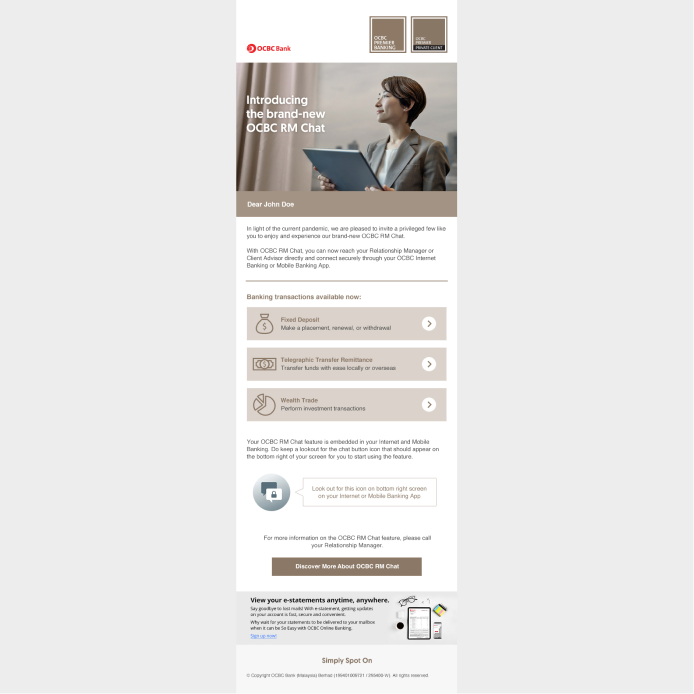 OCBC Bank
OCBC
PREMIER
BANKING
OCBC
PREMIER
PRIVATE CLIENT
Introducing
the brand-new
OCBC RM Chat
Dear John Doe
In light of the current pandemic, we are pleased to invite a privileged few like
you to enjoy and experience our brand-new OCBC RM Chat.
With OCBC RM Chat, you can now reach your Relationship Manager or
Client Advisor directly and connect securely through your OCBC Internet
Banking or Mobile Banking App.
Banking transactions available now:
Fixed Deposit
Make a placement, renewal, or withdrawal
Telegraphic Transfer Remittance
Transfer funds with ease locally or overseas
Wealth Trade
Perform investment transactions
Your OCBC RM Chat feature is embedded in your Internet and Mobile
Banking. Do keep a lookout for the chat button icon that should appear on
the bottom right of your screen for you to start using the feature.
Look out for this icon on bottom right screen
on your Internet or Mobile Banking App
For more information on the OCBC RM Chat feature, please call
your Relationship Manager.
Discover More About OCBC RM Chat
View your e-statements anytime, anywhere.
Say goodbye to lost mails! With e-statement, getting updates
on your account is fast, secure and convenient.
Why wait for your statements to be delivered to your mailbox
when it can be So Easy with OCBC Online Banking.
Sign up now!
Simply Spot On
© Copyright OCBC Bank (Malaysia) Berhad (199401009721 / 295400-W). All rights reserved